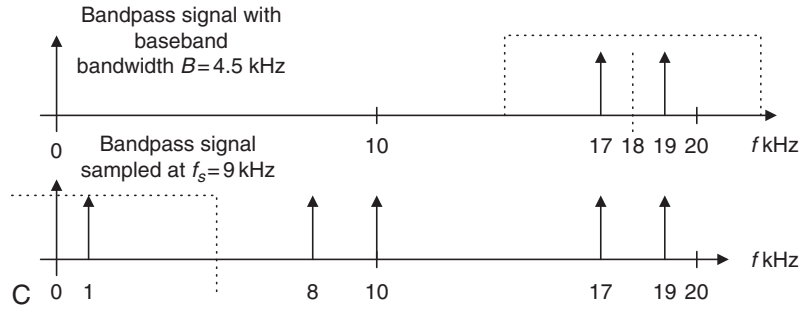 Bandpass signal with
baseband
bandwidth B=4.5 kHz
0 10 17 18 19 20 f kHz
Bandpass signal
sampled at fs=9 kHz
C 0 1 8 10 17 19 20 f kHz